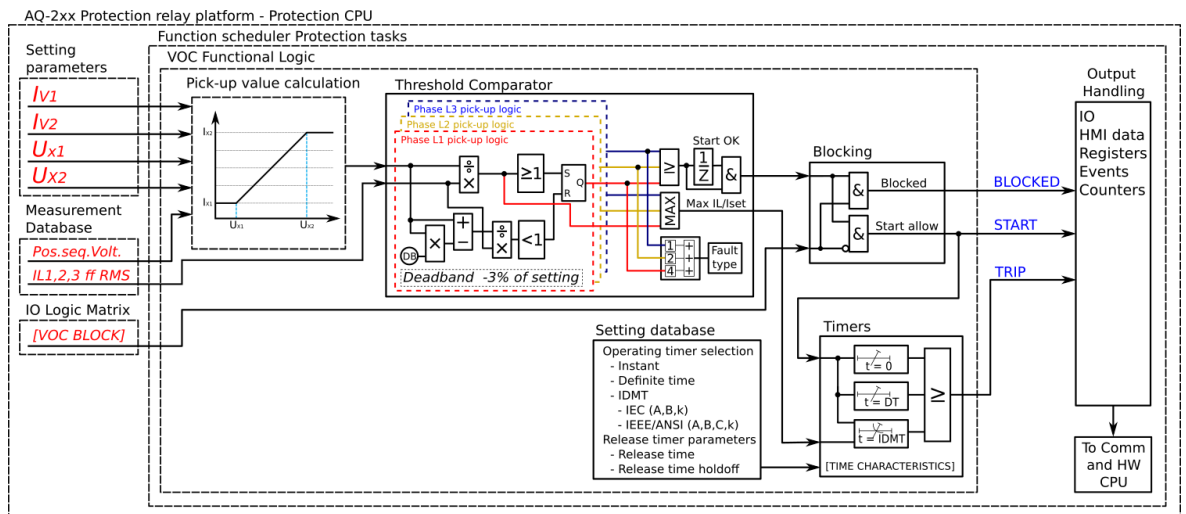 AQ-2xx Protection relay platform - Protection CPU
Function scheduler Protection tasks
VOC Functional Logic
Setting
parameters
IV1
IV2
UX1
UX2
Measurement
Database
Pos.seq.Volt.
IL1,2,3 ff RMS
IO Logic Matrix
[VOC BLOCK]
Pick-up value calculation
IX2
IX1
UX1
UX2
Threshold Comparator
Phase L3 pick-up logic
Phase L2 pick-up logic
Phase L1 pick-up logic
÷
×
≥1
S
R
Q
DB
×
+
−
÷
×
<1
Deadband -3% of setting
≥
Start OK
1
Z
&
MAX
Max IL/Iset
1 +
2 +
4 +
Fault
type
Blocking
&
Blocked
&
Start allow
BLOCKED
START
TRIP
Setting database
Operating timer selection
- Instant
- Definite time
- IDMT
- IEC (A,B,k)
- IEEE/ANSI (A,B,C,k)
Release timer parameters
- Release time
- Release time holdoff
Timers
t = 0
t = DT
t = IDMT
≥
[TIME CHARACTERISTICS]
Output
Handling
IO
HMI data
Registers
Events
Counters
To Comm
and HW
CPU